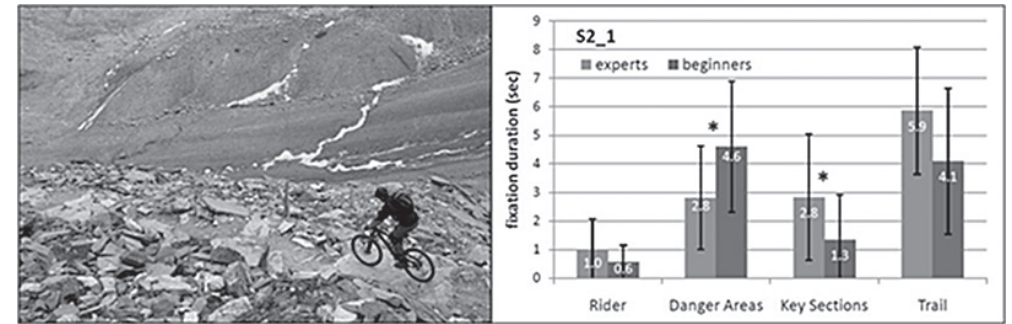 S2_1
experts beginners
fixation duration (sec)
9
8
7
6
5
4
3
2
1
0
1.0 0.6
2.8 * 4.6
2.8 * 1.3
5.9 4.1
Rider Danger Areas Key Sections Trail